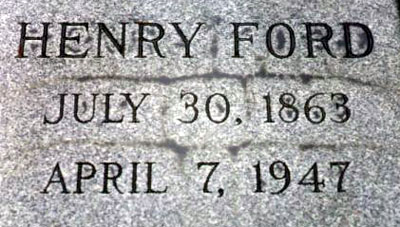 HENRY FORD
JULY 30, 1863
APRIL 7, 1947